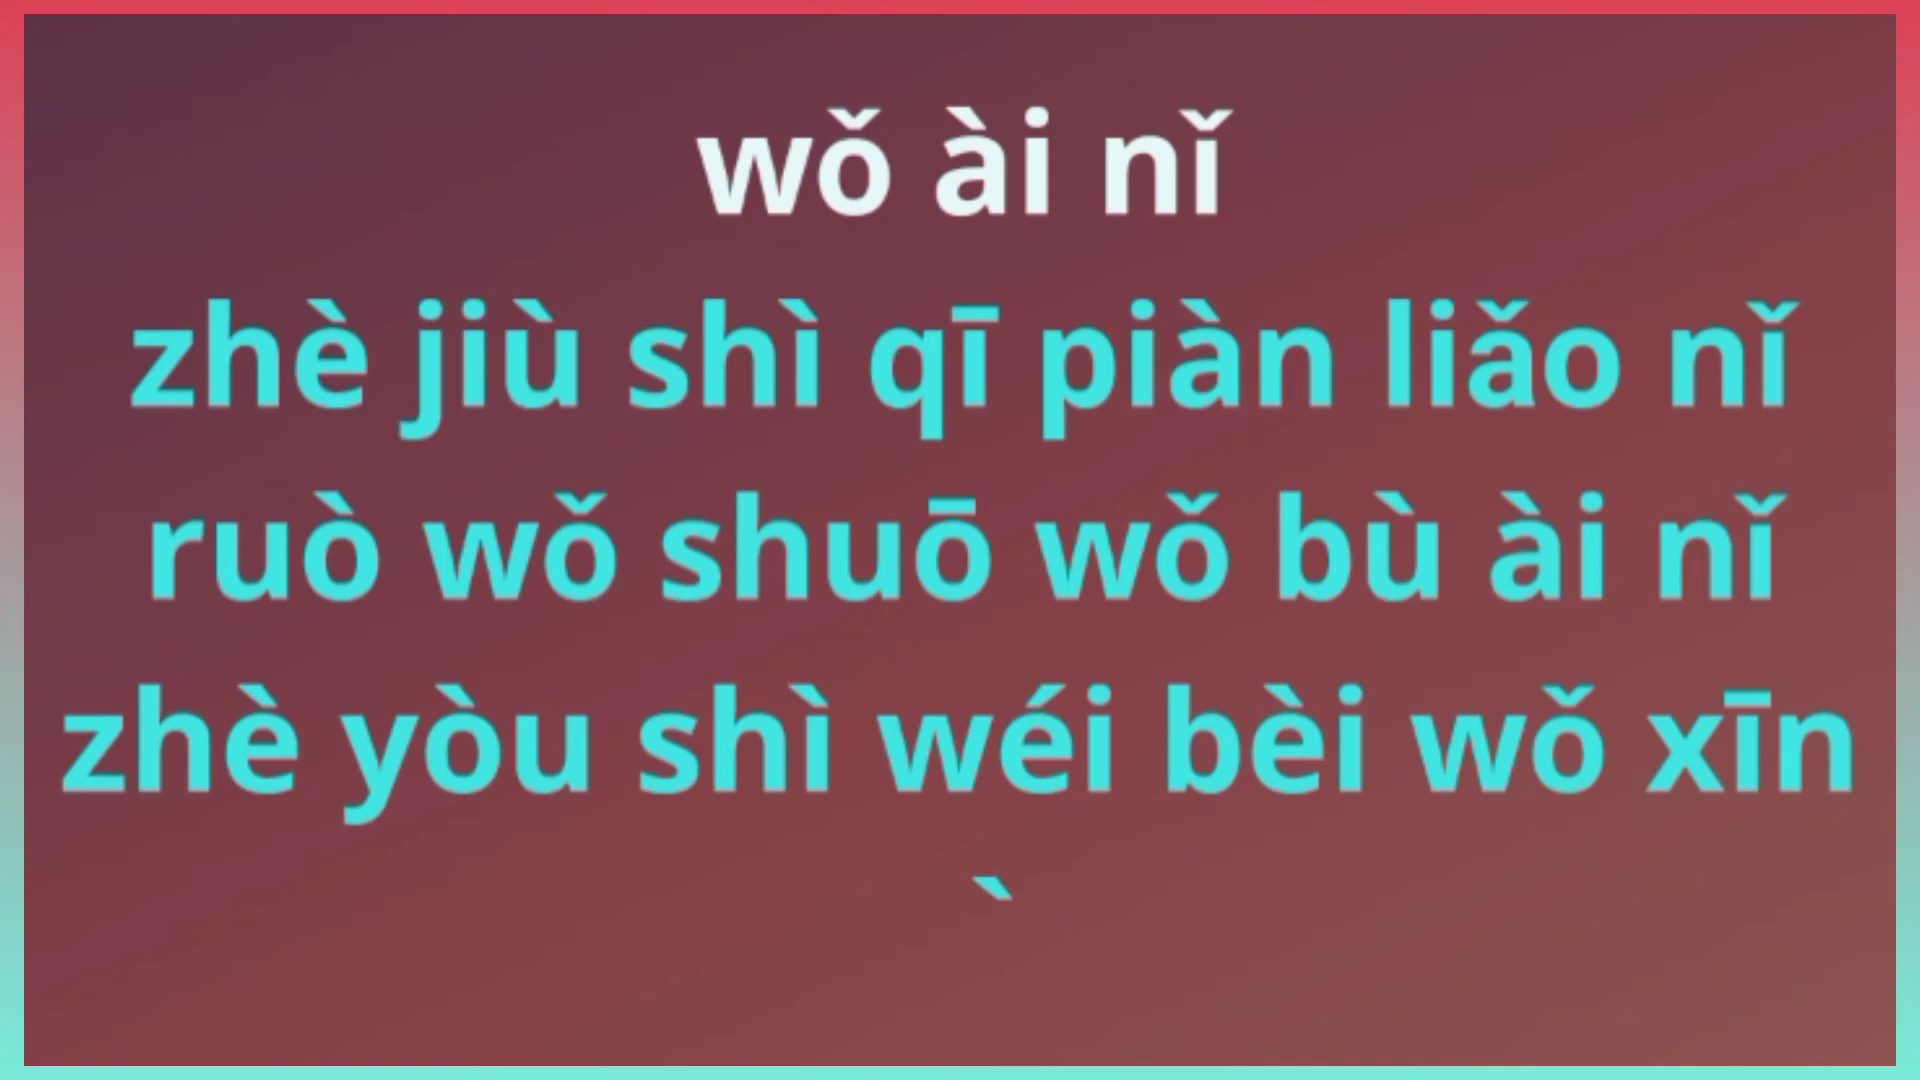 wǒ ài nǐ
zhè jiù shì qī piàn liǎo nǐ
ruò wǒ shuō wǒ bù ài nǐ
zhè yòu shì wéi bèi wǒ xīn
`